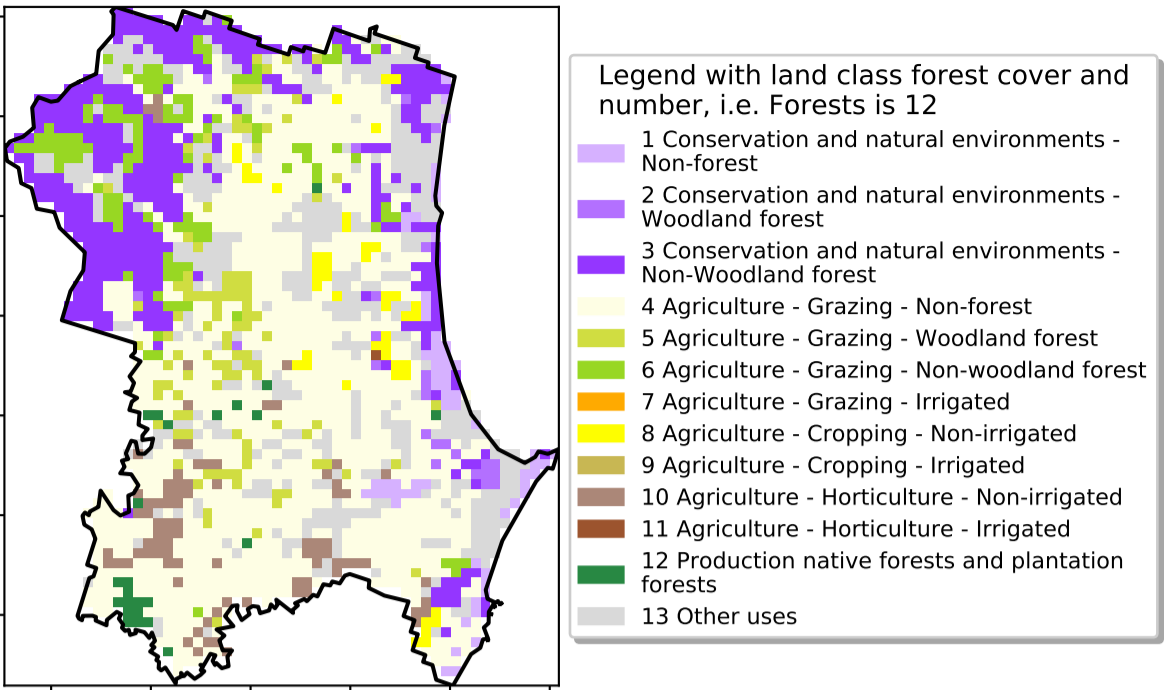 Legend with land class forest cover and
number, i.e. Forests is 12
1 Conservation and natural environments -
Non-forest
2 Conservation and natural environments -
Woodland forest
3 Conservation and natural environments -
Non-Woodland forest
4 Agriculture - Grazing - Non-forest
5 Agriculture - Grazing - Woodland forest
6 Agriculture - Grazing - Non-woodland forest
7 Agriculture - Grazing - Irrigated
8 Agriculture - Cropping - Non-irrigated
9 Agriculture - Cropping - Irrigated
10 Agriculture - Horticulture - Non-irrigated
11 Agriculture - Horticulture - Irrigated
12 Production native forests and plantation
forests
13 Other uses